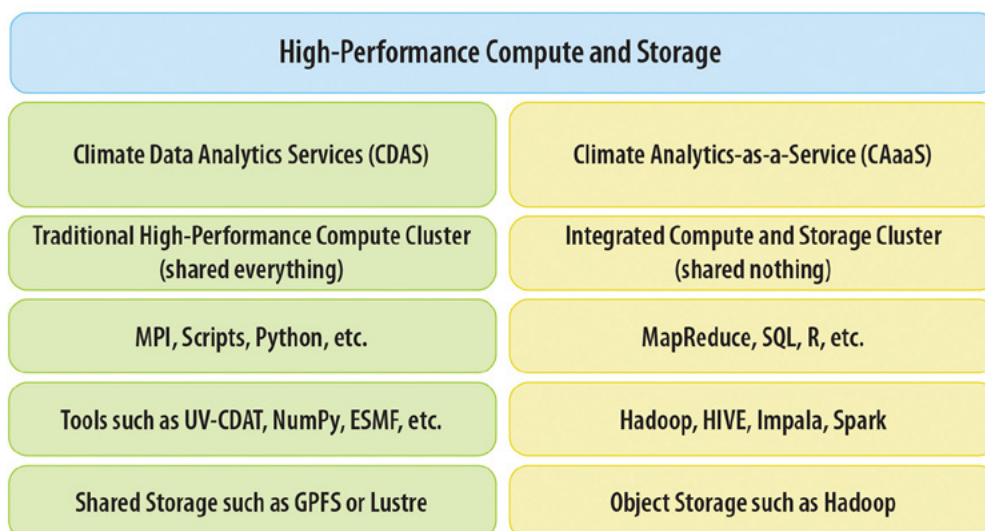 High-Performance Compute and Storage
Climate Data Analytics Services (CDAS)
Climate Analytics-as-a-Service (CAaaS)
Traditional High-Performance Compute Cluster
(shared everything)
Integrated Compute and Storage Cluster
(shared nothing)
MPI, Scripts, Python, etc.
MapReduce, SQL, R, etc.
Tools such as UV-CDAT, NumPy, ESMF, etc.
Hadoop, HIVE, Impala, Spark
Shared Storage such as GPFS or Lustre
Object Storage such as Hadoop